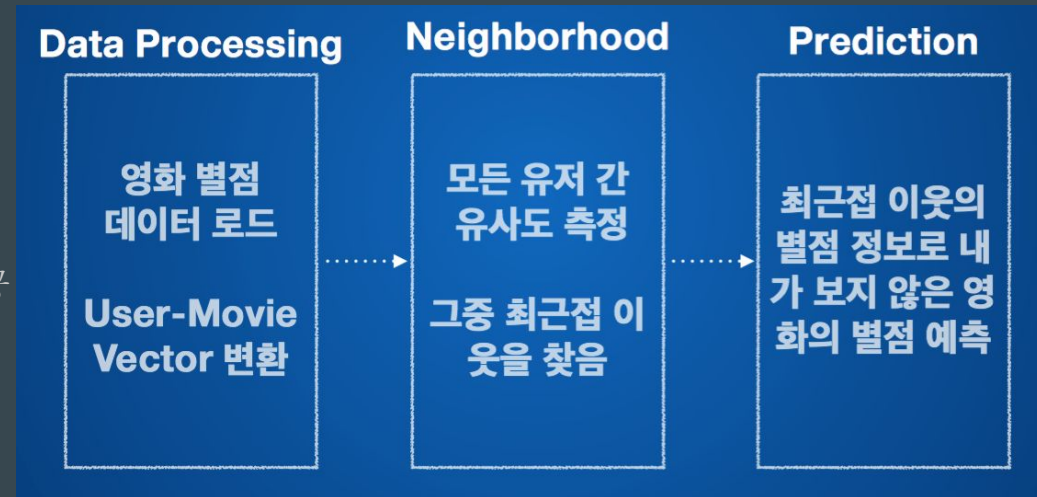 Data Processing
영화 별점
데이터 로드
User-Movie
Vector 변환
Neighborhood
모든 유저 간
유사도 측정
그중 최근접 이
웃을 찾음
Prediction
최근접 이웃의
별점 정보로 내
가 보지 않은 영
화의 별점 예측